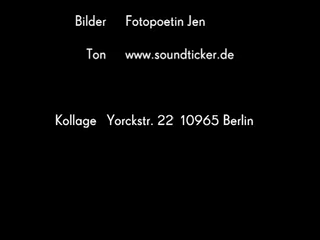 Bilder Fotopoetin Jen
Ton www.soundticker.de
Kollage Yorckstr. 22 10965 Berlin